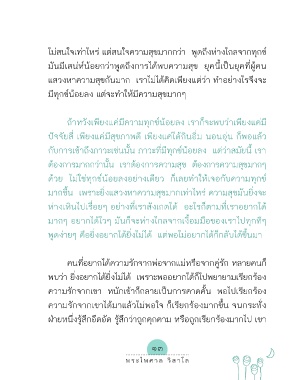 ไม่สนใจเท่าไหร่ แต่สนใจความสุขมากกว่า พูดถึงห่างไกลจากทุกข์
มันมีเสน่ห์น้อยกว่าพูดถึงการได้พบความสุข ยุคนี้เป็นยุคที่ผู้คน
แสวงหาความสุขกันมาก เราไม่ได้คิดเพียงแต่ว่า ทำอย่างไรจึงจะ
มีทุกข์น้อยลง แต่จะทำให้มีความสุขมากๆ
ถ้าหวังเพียงแค่มีความทุกข์น้อยลง เราก็จะพบว่าเพียงแค่มี
ปัจจัยสี่ เพียงแค่มีสุขภาพดี เพียงแค่ได้กินอิ่ม นอนอุ่น ก็พอแล้ว
กับการเข้าถึงภาวะเช่นนั้น ภาวะที่มีทุกข์น้อยลง แต่ว่าสมัยนี้ เรา
ต้องการมากกว่านั้น เราต้องการความสุข ต้องการความสุขมากๆ
ด้วย ไม่ใช่ทุกข์น้อยลงอย่างเดียว ก็เลยทำให้เจอกับความทุกข์
มากขึ้น เพราะยิ่งแสวงหาความสุขมากเท่าไหร่ ความสุขมันยิ่งจะ
ห่างเหินไปเรื่อยๆ อย่างที่เราสังเกตได้ อะไรก็ตามที่เราอยากได้
มากๆ อยากได้ไวๆ มันก็จะห่างไกลจากเงื้อมมือของเราไปทุกทีๆ
พูดง่ายๆ คือยิ่งอยากได้ยิ่งไม่ได้ แต่พอไม่อยากได้ก็กลับได้ขึ้นมา
คนที่อยากได้ความรักจากพ่อจากแม่หรือจากคู่รัก หลายคนก็
พบว่า ยิ่งอยากได้ยิ่งไม่ได้ เพราะพออยากได้ก็ไปพยายามเรียกร้อง
ความรักจากเขา หนักเข้าก็กลายเป็นการคาดคั้น พอไปเรียกร้อง
ความรักจากเขาได้มาแล้วไม่พอใจ ก็เรียกร้องมากขึ้น จนกระทั่ง
ฝ่ายหนึ่งรู้สึกอึดอัด รู้สึกว่าถูกคุกคาม หรือถูกเรียกร้องมากไป เขา
๑๓
พระไพศาล วิสาโล